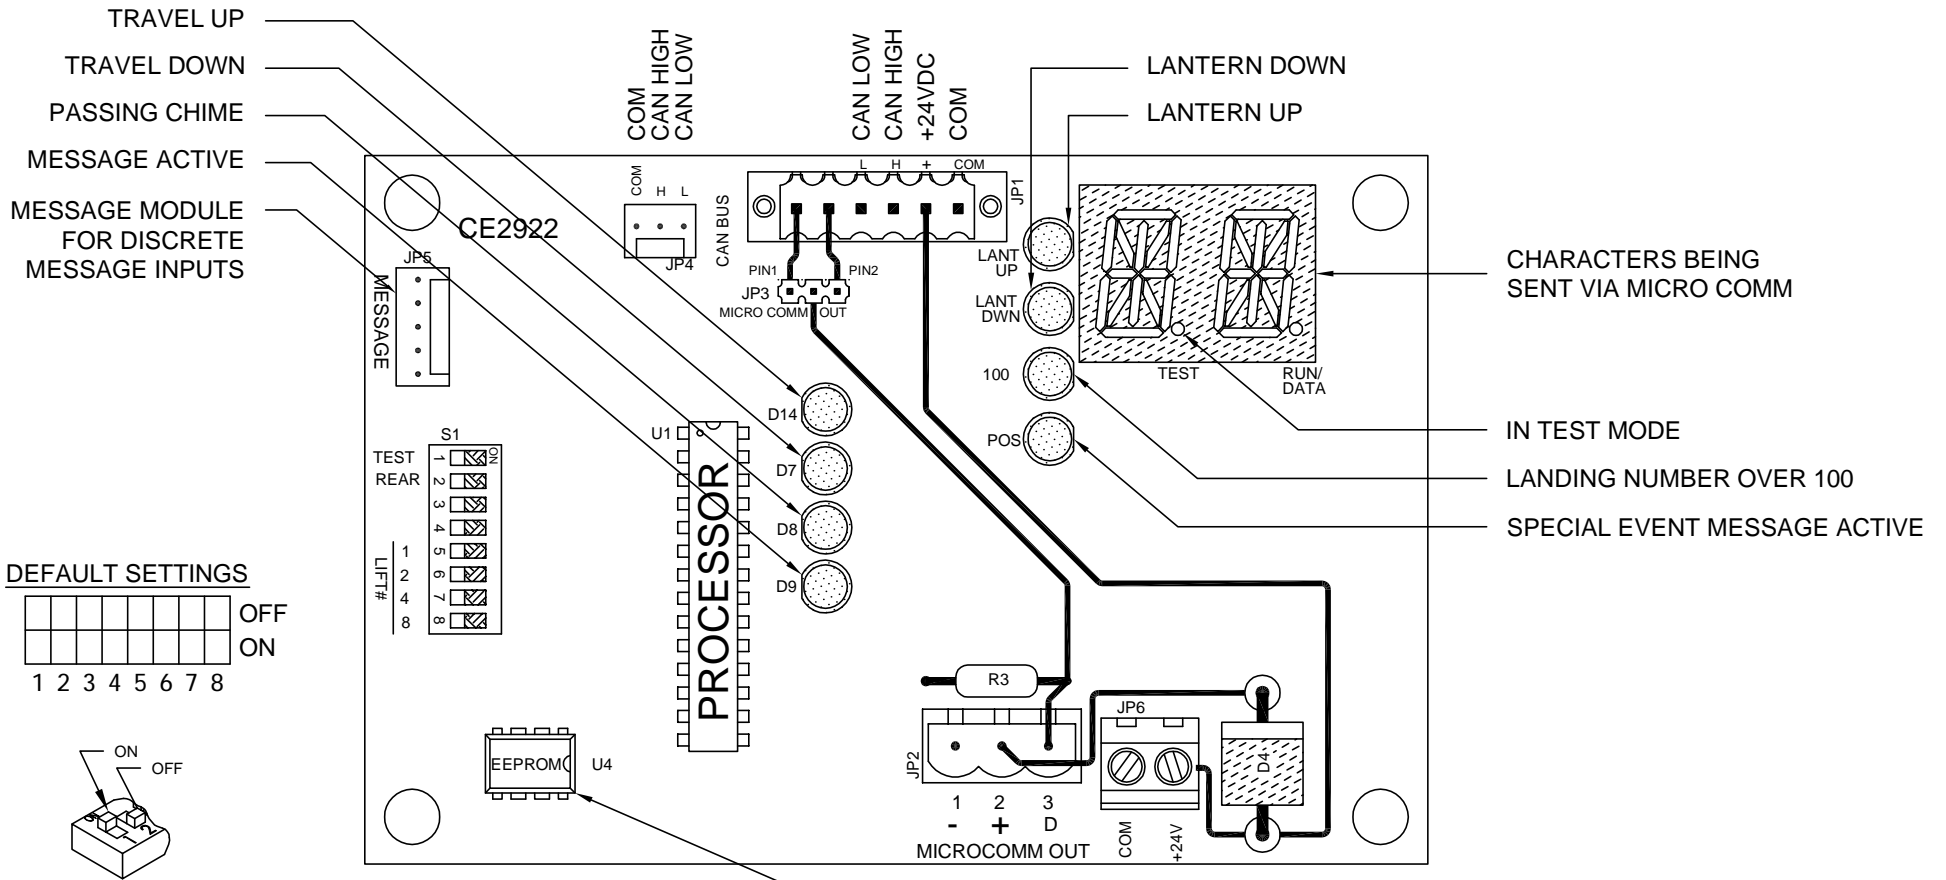 TRAVEL UP
TRAVEL DOWN
PASSING CHIME
MESSAGE ACTIVE
MESSAGE MODULE
FOR DISCRETE
MESSAGE INPUTS
COM
CAN HIGH
CAN LOW
CAN LOW
CAN HIGH
+24VDC
COM
LANTERN DOWN
LANTERN UP
CHARACTERS BEING
SENT VIA MICRO COMM
IN TEST MODE
LANDING NUMBER OVER 100
SPECIAL EVENT MESSAGE ACTIVE
CE2922
COM
H
L
JP4
CAN BUS
L
H
+
COM
JP1
PIN1
PIN2
JP3
MICRO COMM OUT
JP5
MESSAGE
LANT
UP
LANT
DWN
100
POS
TEST
RUN/
DATA
D14
D7
D8
D9
U1
PROCESSOR
S1
ON
TEST
REAR
1
2
3
4
5
6
7
8
LIFT#
1
2
4
8
DEFAULT SETTINGS
OFF
ON
1 2 3 4 5 6 7 8
ON
OFF
1
2
EEPROM
U4
R3
JP2
1 2 3
- + D
MICROCOMM OUT
JP6
COM
+24V
D4